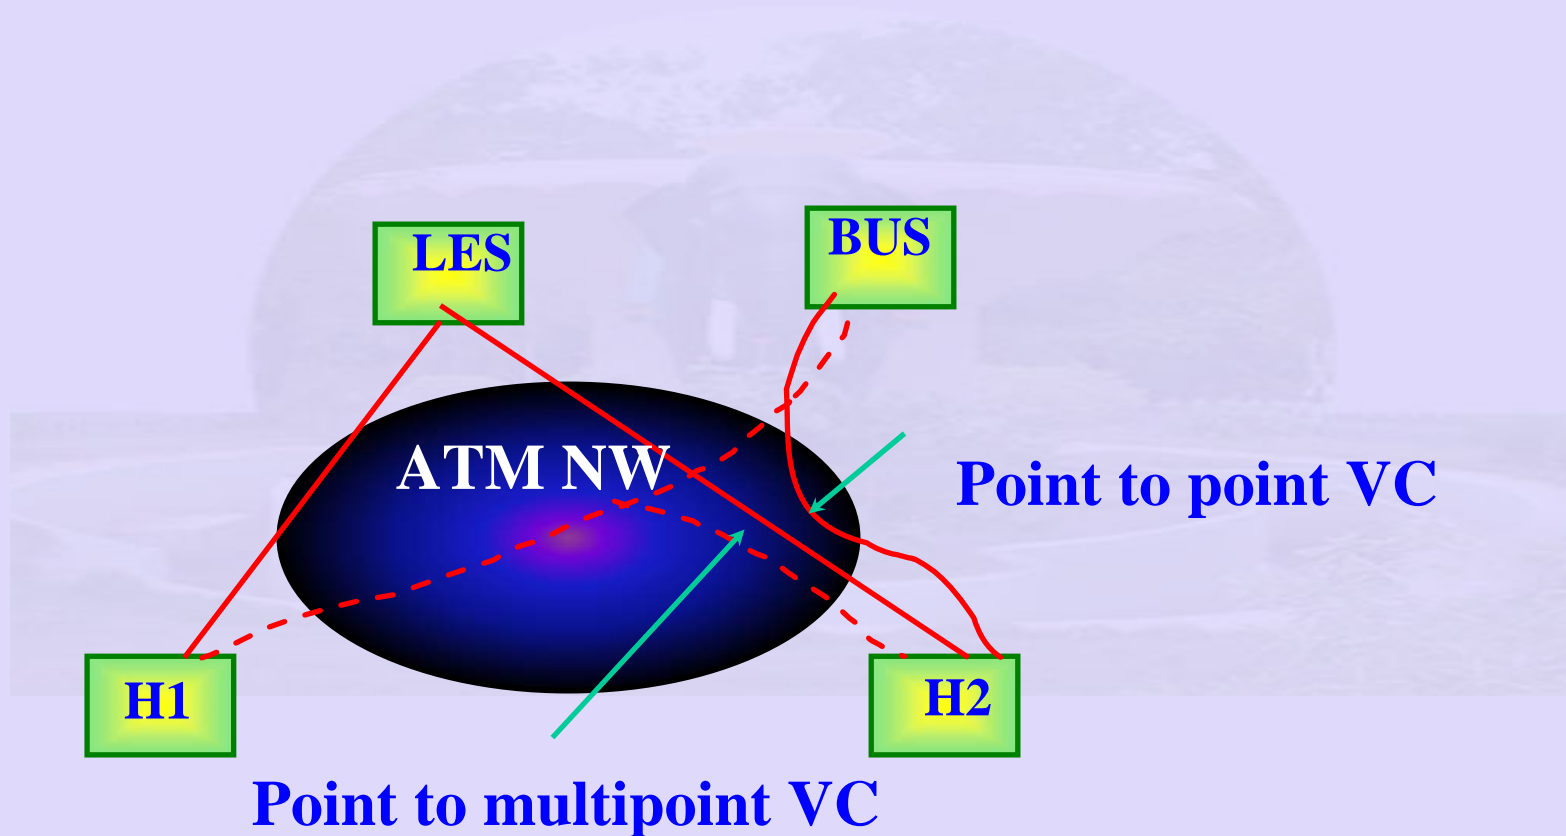 LES
BUS
ATM NW
Point to point VC
H1
H2
Point to multipoint VC